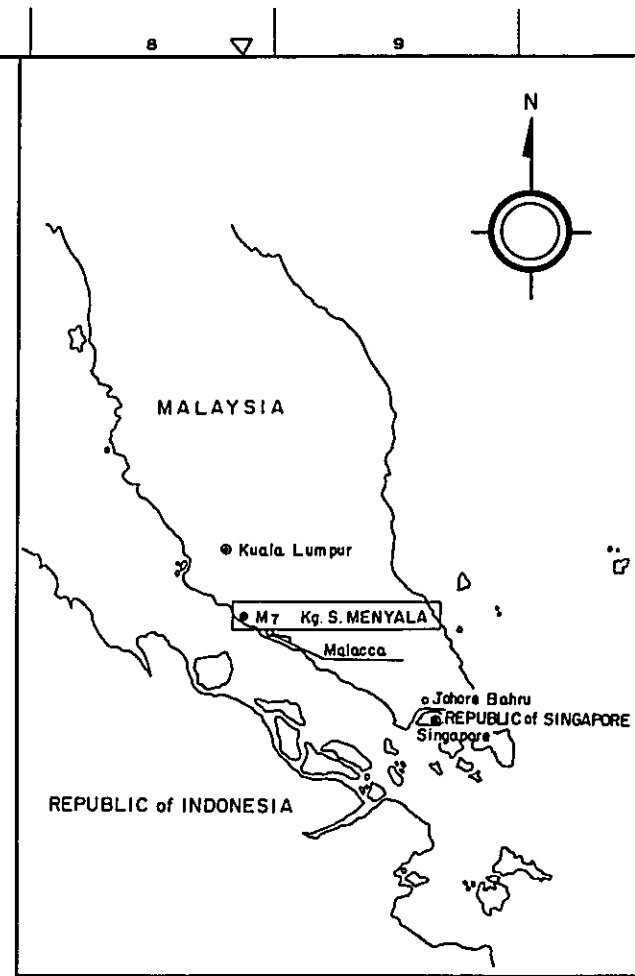 8 9
N
MALAYSIA
Kuala Lumpur
M7 Kg. S. MENYALA
Malacca
Johore Bahru
REPUBLIC of SINGAPORE
Singapore
REPUBLIC of INDONESIA